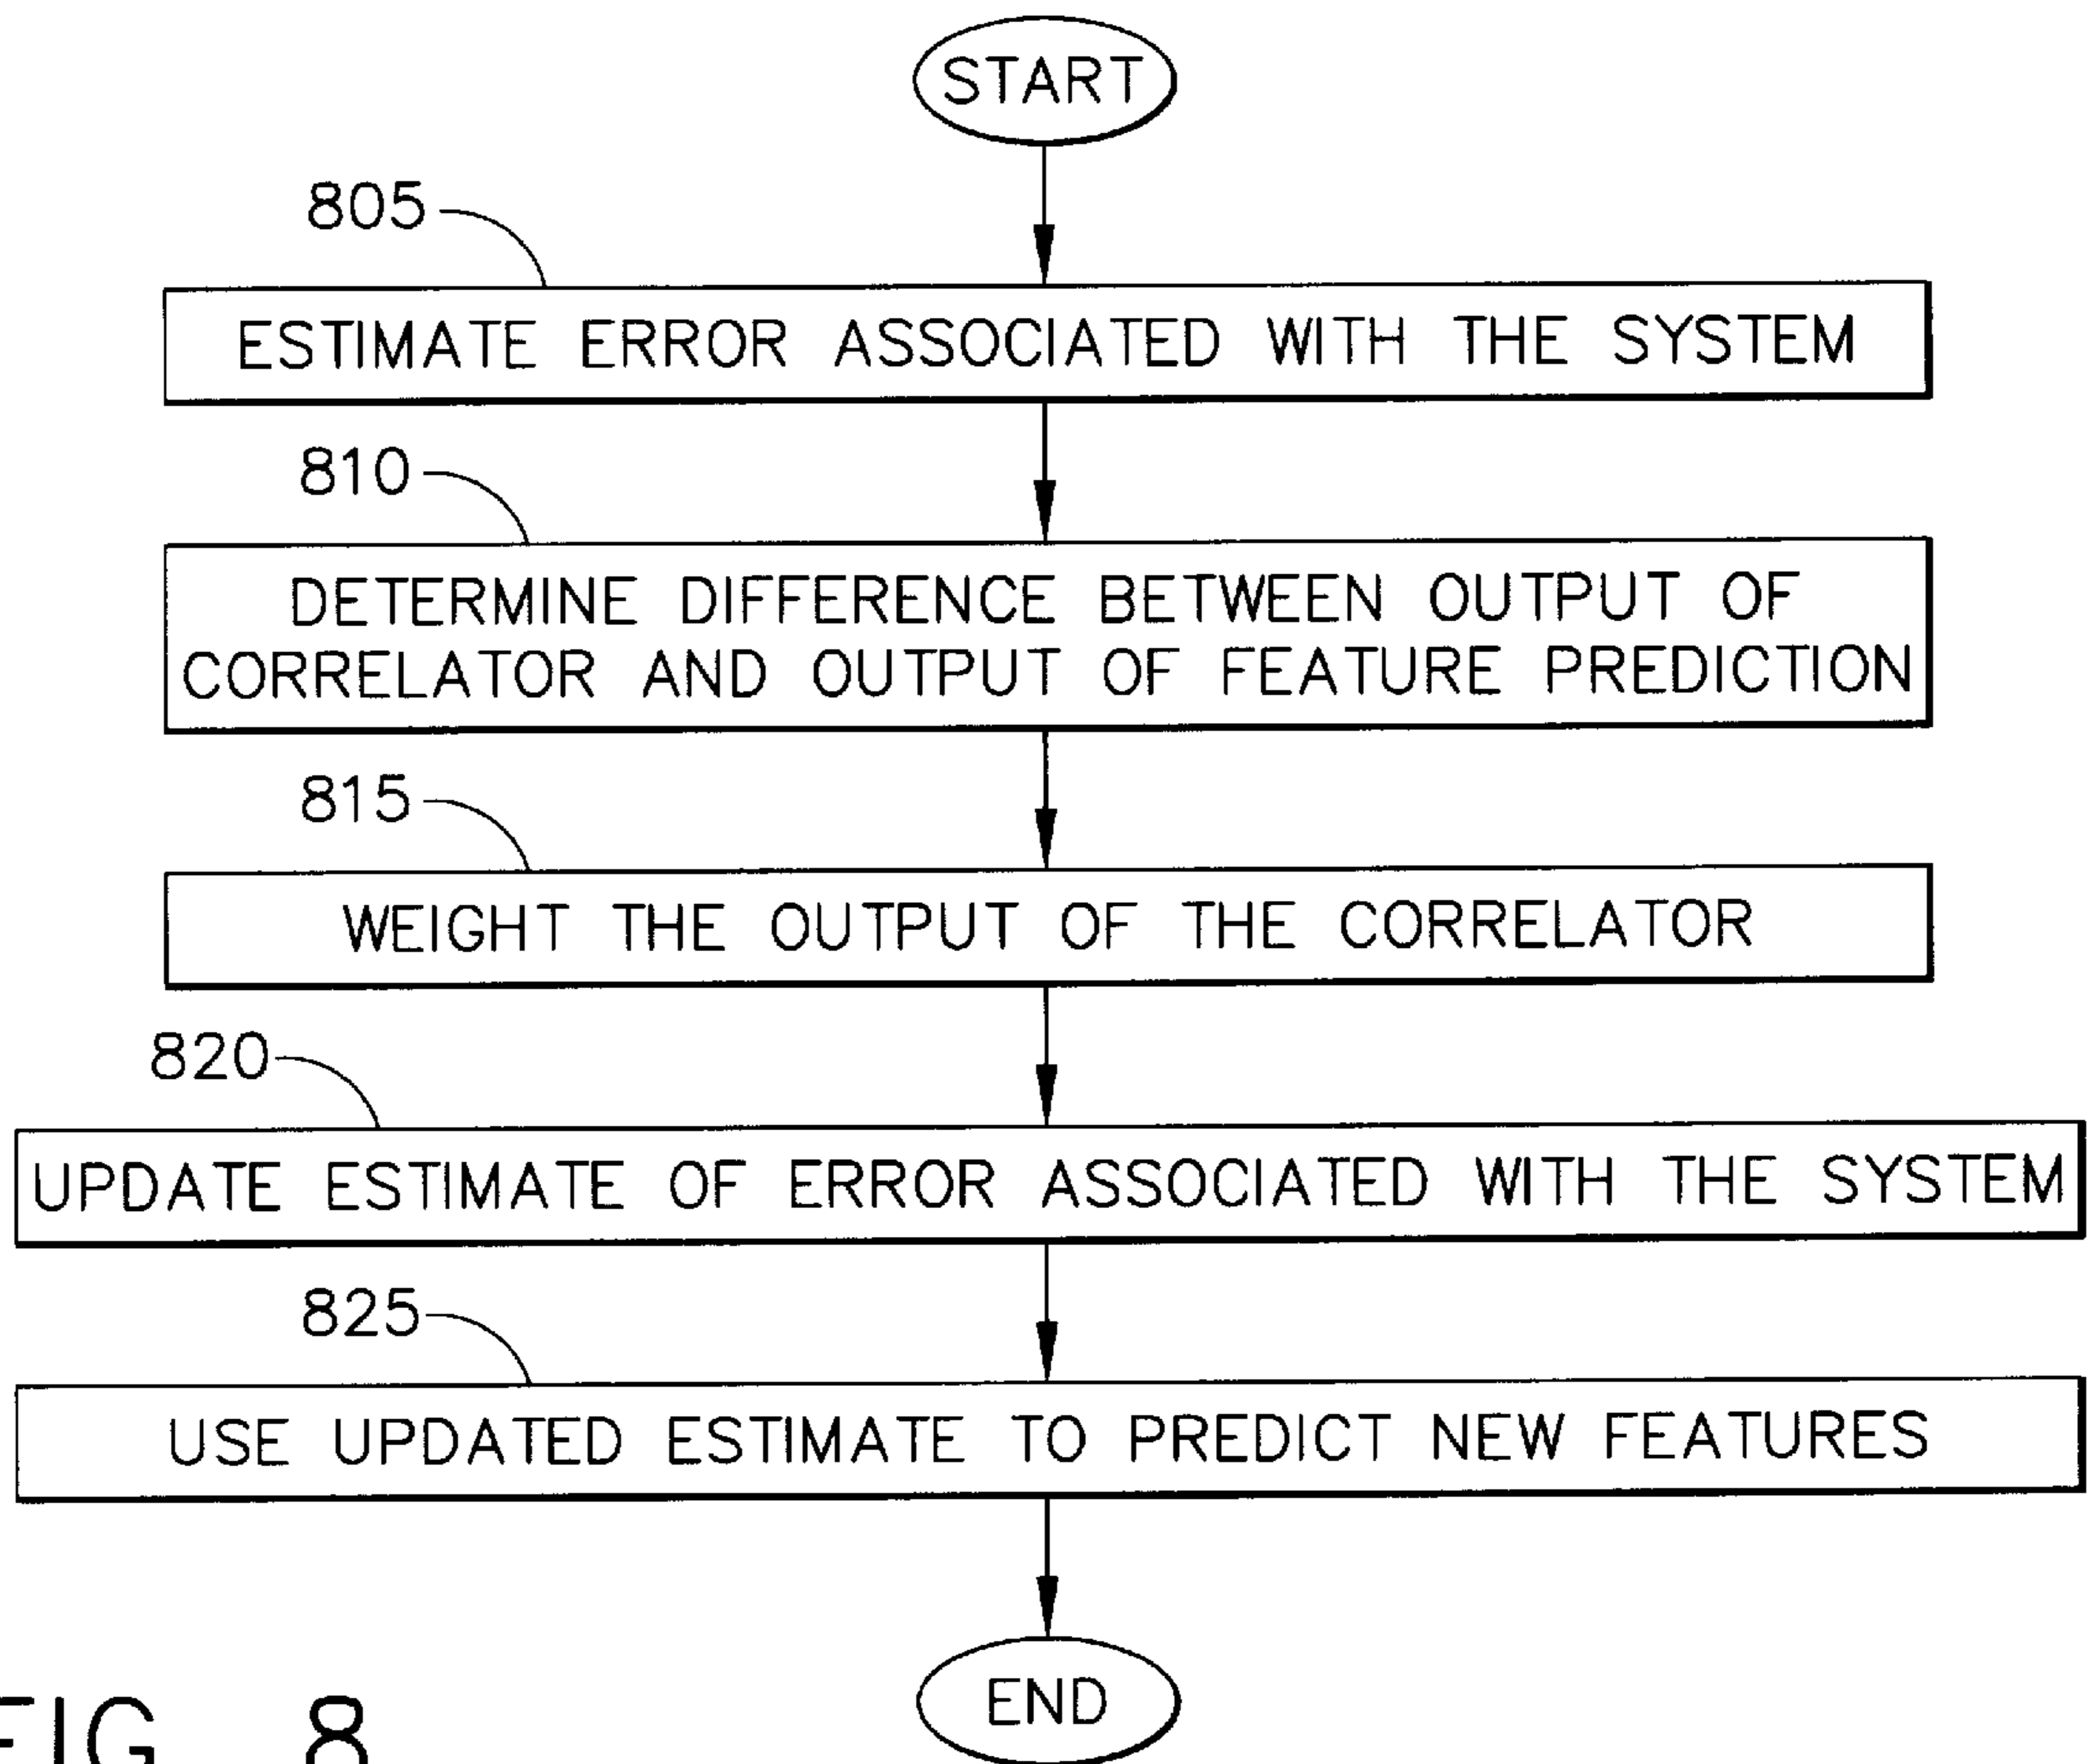 START
805
ESTIMATE ERROR ASSOCIATED WITH THE SYSTEM
810
DETERMINE DIFFERENCE BETWEEN OUTPUT OF
CORRELATOR AND OUTPUT OF FEATURE PREDICTION
815
WEIGHT THE OUTPUT OF THE CORRELATOR
820
UPDATE ESTIMATE OF ERROR ASSOCIATED WITH THE SYSTEM
825
USE UPDATED ESTIMATE TO PREDICT NEW FEATURES
END
FIG 8